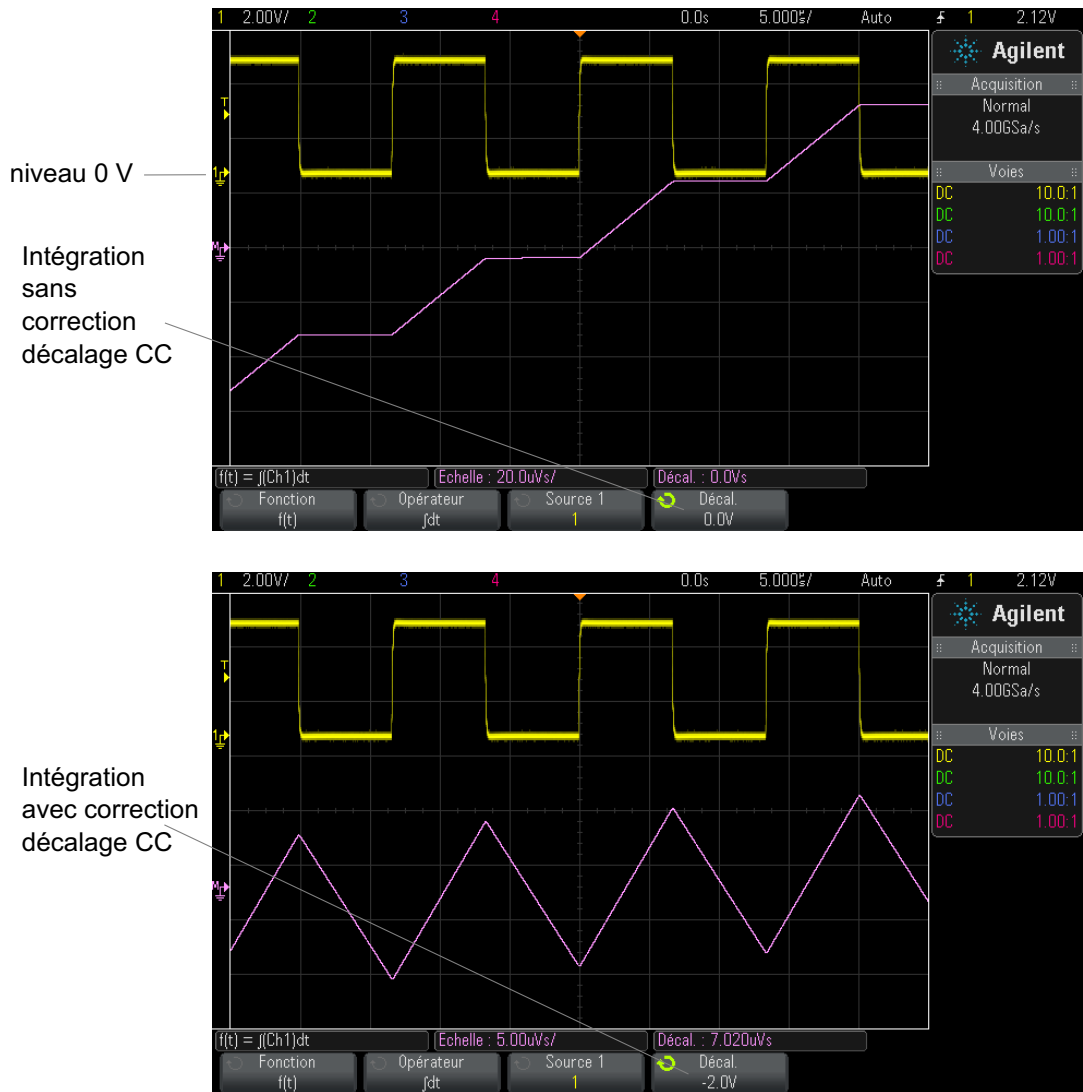 1 2.00V/ 2 3 4 0.0s 5.000µs/ Auto 1 2.12V
Agilent
Acquisition
Normal
4.00GSa/s
Voies
DC 10.0:1
DC 10.0:1
DC 1.00:1
DC 1.00:1
T
niveau 0 V
1
M
Intégration
sans
correction
décalage CC
f(t) = ∫(Ch1)dt Echelle : 20.0uVs/ Décal. : 0.0Vs
Fonction Opérateur Source 1 Décal.
f(t) ∫dt 1 0.0V
1 2.00V/ 2 3 4 0.0s 5.000µs/ Auto 1 2.12V
Agilent
Acquisition
Normal
4.00GSa/s
Voies
DC 10.0:1
DC 10.0:1
DC 1.00:1
DC 1.00:1
T
1
M
Intégration
avec correction
décalage CC
f(t) = ∫(Ch1)dt Echelle : 5.00uVs/ Décal. : 7.020uVs
Fonction Opérateur Source 1 Décal.
f(t) ∫dt 1 -2.0V